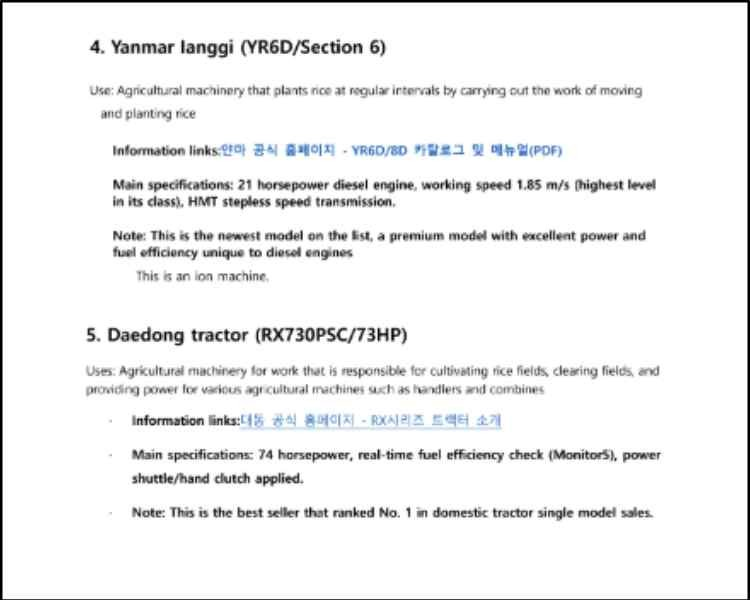 4. Yanmar Ianggi (YR6D/Section 6)
Use: Agricultural machinery that plants rice at regular intervals by carrying out the work of moving
and planting rice
Information links:얀마 공식 홈페이지 - YR6D/8D 카탈로그 및 메뉴얼(PDF)
Main specifications: 21 horsepower diesel engine, working speed 1.85 m/s (highest level
in its class), HMT stepless speed transmission.
Note: This is the newest model on the list, a premium model with excellent power and
fuel efficiency unique to diesel engines
This is an ion machine.
5. Daedong tractor (RX730PSC/73HP)
Uses: Agricultural machinery for work that is responsible for cultivating rice fields, clearing fields, and
providing power for various agricultural machines such as handlers and combines
· Information links:대동 공식 홈페이지 - RX시리즈 트랙터 소개
· Main specifications: 74 horsepower, real-time fuel efficiency check (Monitor5), power
shuttle/hand clutch applied.
· Note: This is the best seller that ranked No. 1 in domestic tractor single model sales.